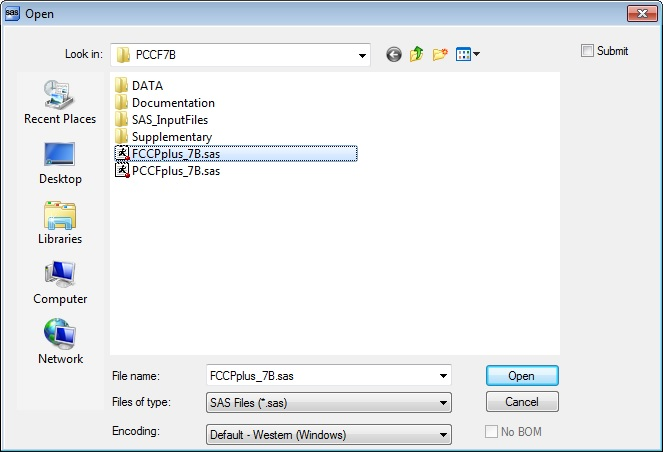 sas Open
Look in: PCCF7B Submit
Recent Places
Desktop
Libraries
Computer
Network
DATA
Documentation
SAS_InputFiles
Supplementary
FCCPplus_7B.sas
PCCFplus_7B.sas
File name: FCCPplus_7B.sas Open
Files of type: SAS Files (*.sas) Cancel
Encoding: Default - Western (Windows) No BOM